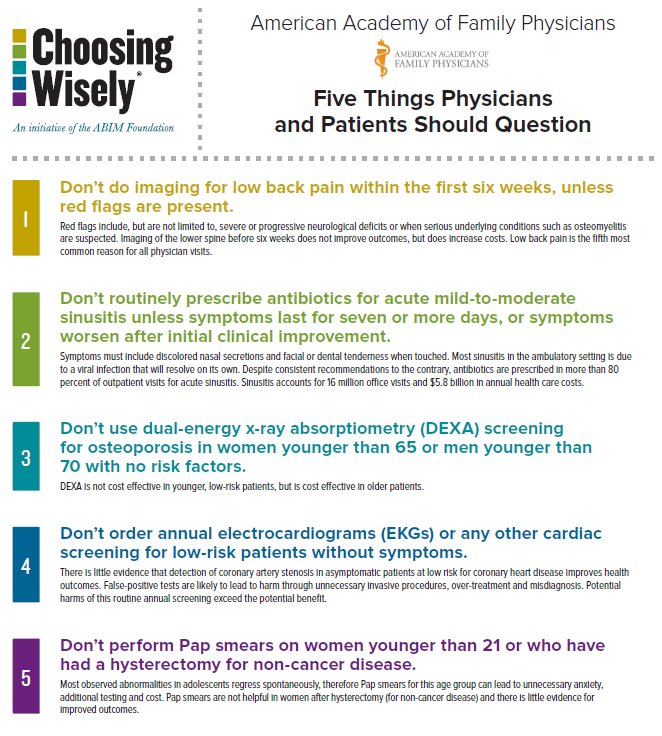 Choosing
Wisely®
An initiative of the ABIM Foundation
American Academy of Family Physicians
AMERICAN ACADEMY OF
FAMILY PHYSICIANS
Five Things Physicians
and Patients Should Question
1
Don’t do imaging for low back pain within the first six weeks, unless
red flags are present.
Red flags include, but are not limited to, severe or progressive neurological deficits or when serious underlying conditions such as osteomyelitis
are suspected. Imaging of the lower spine before six weeks does not improve outcomes, but does increase costs. Low back pain is the fifth most
common reason for all physician visits.
2
Don’t routinely prescribe antibiotics for acute mild-to-moderate
sinusitis unless symptoms last for seven or more days, or symptoms
worsen after initial clinical improvement.
Symptoms must include discolored nasal secretions and facial or dental tenderness when touched. Most sinusitis in the ambulatory setting is due
to a viral infection that will resolve on its own. Despite consistent recommendations to the contrary, antibiotics are prescribed in more than 80
percent of outpatient visits for acute sinusitis. Sinusitis accounts for 16 million office visits and $5.8 billion in annual health care costs.
3
Don’t use dual-energy x-ray absorptiometry (DEXA) screening
for osteoporosis in women younger than 65 or men younger than
70 with no risk factors.
DEXA is not cost effective in younger, low-risk patients, but is cost effective in older patients.
4
Don’t order annual electrocardiograms (EKGs) or any other cardiac
screening for low-risk patients without symptoms.
There is little evidence that detection of coronary artery stenosis in asymptomatic patients at low risk for coronary heart disease improves health
outcomes. False-positive tests are likely to lead to harm through unnecessary invasive procedures, over-treatment and misdiagnosis. Potential
harms of this routine annual screening exceed the potential benefit.
5
Don’t perform Pap smears on women younger than 21 or who have
had a hysterectomy for non-cancer disease.
Most observed abnormalities in adolescents regress spontaneously, therefore Pap smears for this age group can lead to unnecessary anxiety,
additional testing and cost. Pap smears are not helpful in women after hysterectomy (for non-cancer disease) and there is little evidence for
improved outcomes.